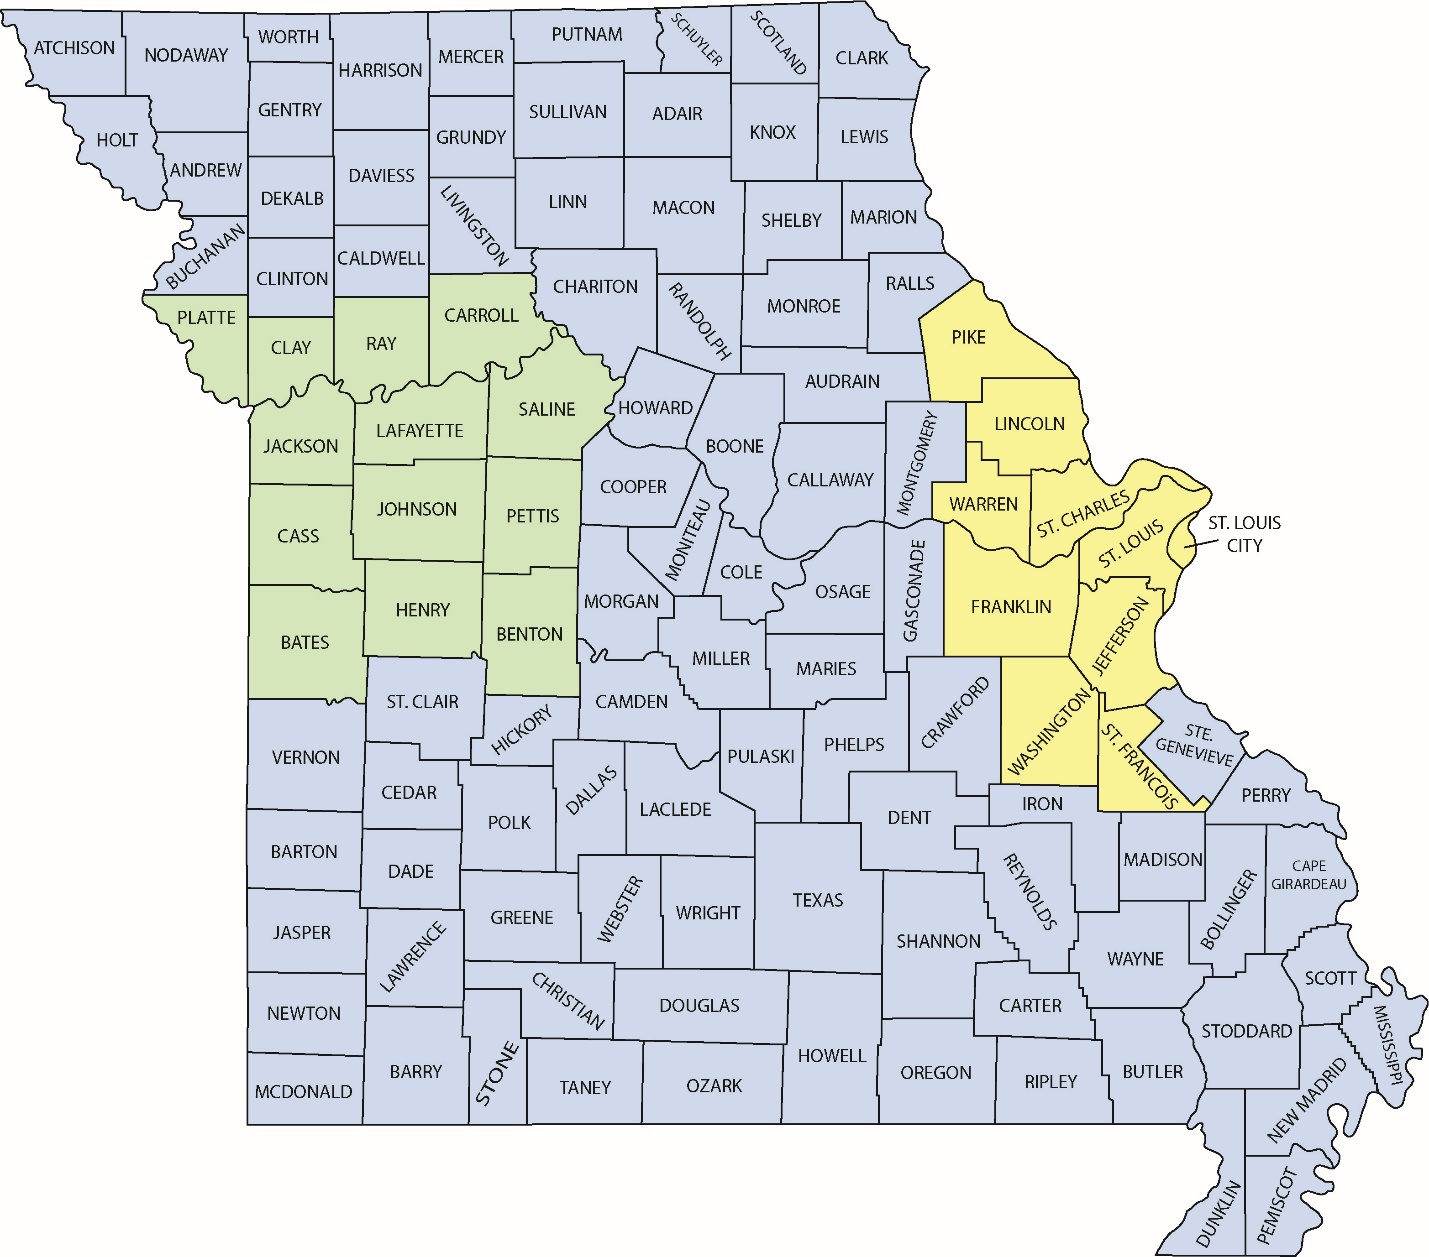 ATCHISON
NODAWAY
WORTH
HARRISON
MERCER
PUTNAM
SCHUYLER
SCOTLAND
CLARK
GENTRY
SULLIVAN
ADAIR
KNOX
LEWIS
HOLT
ANDREW
DEKALB
DAVIESS
GRUNDY
LIVINGSTON
LINN
MACON
SHELBY
MARION
BUCHANAN
CLINTON
CALDWELL
CHARITON
RANDOLPH
MONROE
RALLS
PLATTE
CLAY
RAY
CARROLL
PIKE
AUDRAIN
SALINE
HOWARD
BOONE
LINCOLN
JACKSON
LAFAYETTE
COOPER
CALLAWAY
MONTGOMERY
WARREN
ST. CHARLES
ST. LOUIS
ST. LOUIS
CITY
CASS
JOHNSON
PETTIS
MONITEAU
COLE
OSAGE
GASCONADE
FRANKLIN
JEFFERSON
BATES
HENRY
BENTON
MORGAN
MILLER
MARIES
ST. CLAIR
HICKORY
CAMDEN
PULASKI
PHELPS
CRAWFORD
WASHINGTON
ST. FRANCOiS
STE.
GENEVIEVE
VERNON
CEDAR
POLK
DALLAS
LACLEDE
DENT
IRON
PERRY
BARTON
DADE
GREENE
WEBSTER
WRIGHT
TEXAS
REYNOLDS
MADISON
BOLLINGER
CAPE
GIRARDEAU
JASPER
LAWRENCE
SHANNON
WAYNE
SCOTT
NEWTON
CHRISTIAN
DOUGLAS
HOWELL
CARTER
STODDARD
MISSISSIPPI
MCDONALD
BARRY
STONE
TANEY
OZARK
OREGON
RIPLEY
BUTLER
NEW MADRID
DUNKLIN
PEMISCOT